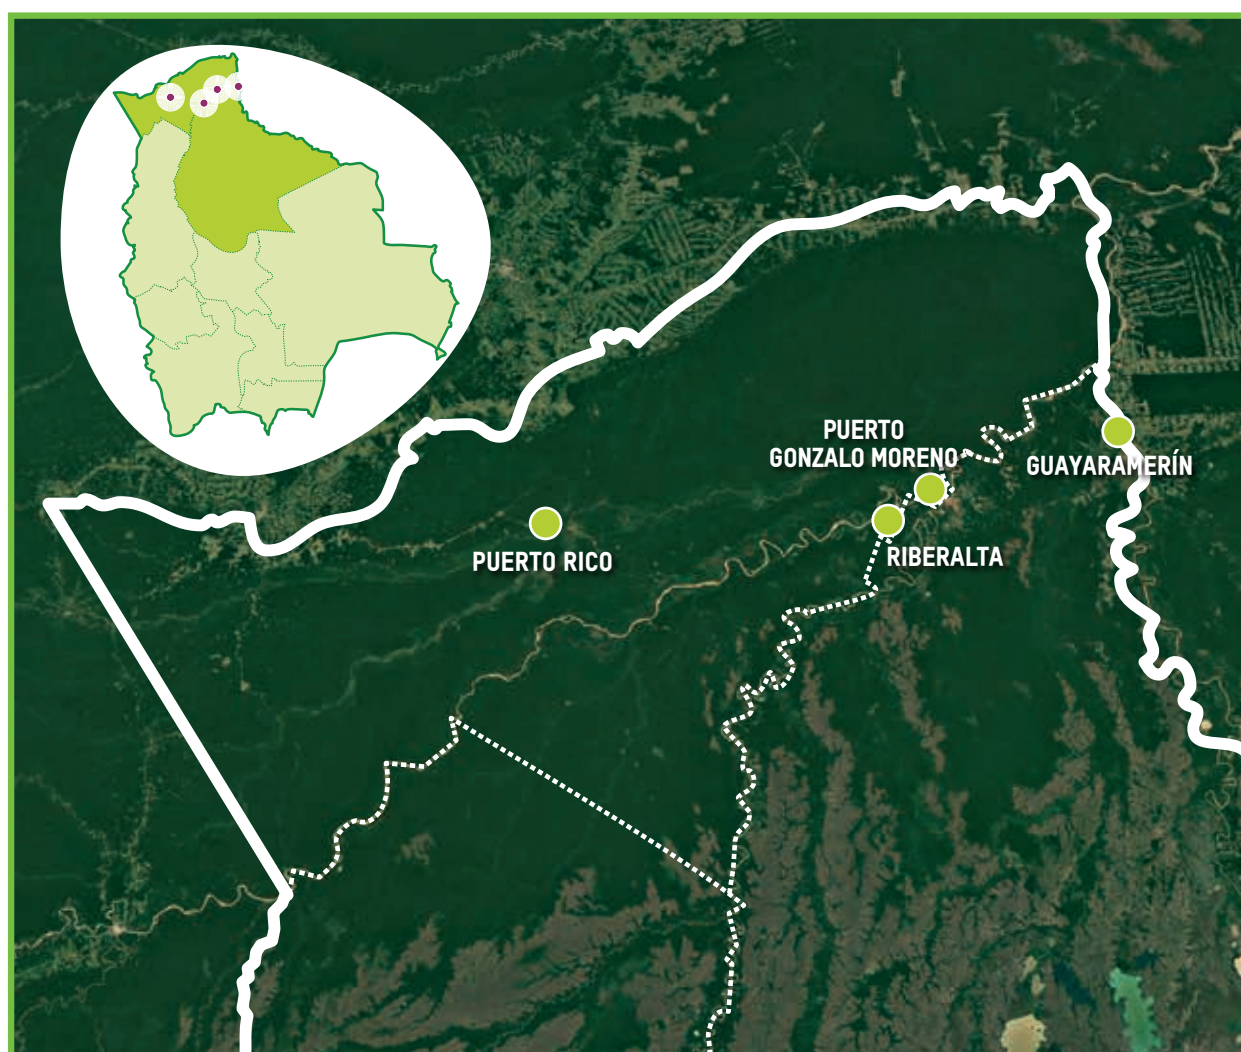 PUERTO
GONZALO MORENO
GUAYARAMERÍN
PUERTO RICO
RIBERALTA